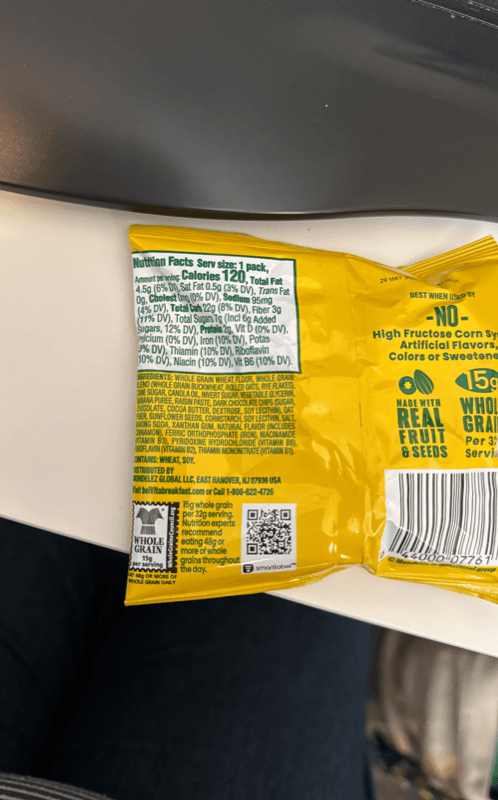 Nutrition Facts Serv size: 1 pack,
Amount per serving: Calories 120, Total Fat
4.5g (6% DV), Sat Fat 0.5g (3% DV), Trans Fat
0g, Cholest 0mg (0% DV), Sodium 95mg
(4% DV), Total Carb 22g (8% DV), Fiber 3g
(11% DV), Total Sugars 7g (Incl 6g Added
Sugars, 12% DV), Protein 2g, Vit D (0% DV),
Calcium (0% DV), Iron (10% DV), Potas
(0% DV), Thiamin (10% DV), Riboflavin
(10% DV), Niacin (10% DV), Vit B6 (10% DV).
INGREDIENTS: WHOLE GRAIN WHEAT FLOUR, WHOLE GRAIN
BLEND (WHOLE GRAIN BUCKWHEAT, ROLLED OATS, RYE FLAKES),
CANE SUGAR, CANOLA OIL, INVERT SUGAR, VEGETABLE GLYCERIN,
BANANA PUREE, RAISIN PASTE, DARK CHOCOLATE CHIPS (SUGAR,
CHOCOLATE, COCOA BUTTER, DEXTROSE, SOY LECITHIN), OAT
FIBER, SUNFLOWER SEEDS, CORNSTARCH, SOY LECITHIN, SALT,
BAKING SODA, XANTHAN GUM, NATURAL FLAVOR (INCLUDES
CINNAMON), FERRIC ORTHOPHOSPHATE (IRON), NIACINAMIDE
(VITAMIN B3), PYRIDOXINE HYDROCHLORIDE (VITAMIN B6),
RIBOFLAVIN (VITAMIN B2), THIAMIN MONONITRATE (VITAMIN B1).
CONTAINS: WHEAT, SOY.
DISTRIBUTED BY
MONDELEZ GLOBAL LLC, EAST HANOVER, NJ 07936 USA
Visit belVitabreakfast.com or Call 1-800-622-4726
WHOLE
GRAIN
15g
per serving
EAT 48g OR MORE OF
WHOLE GRAIN DAILY
15g whole grain
per 32g serving.
Nutrition experts
recommend
eating 48g or
more of whole
grains throughout
the day.
smartlabel™
29 MAY
BEST WHEN USED BY
-NO-
High Fructose Corn Sy
Artificial Flavors,
Colors or Sweetene
MADE WITH
REAL
FRUIT
& SEEDS
15g
WHOL
GRAI
Per 32
Servi
0 44000 07761
group